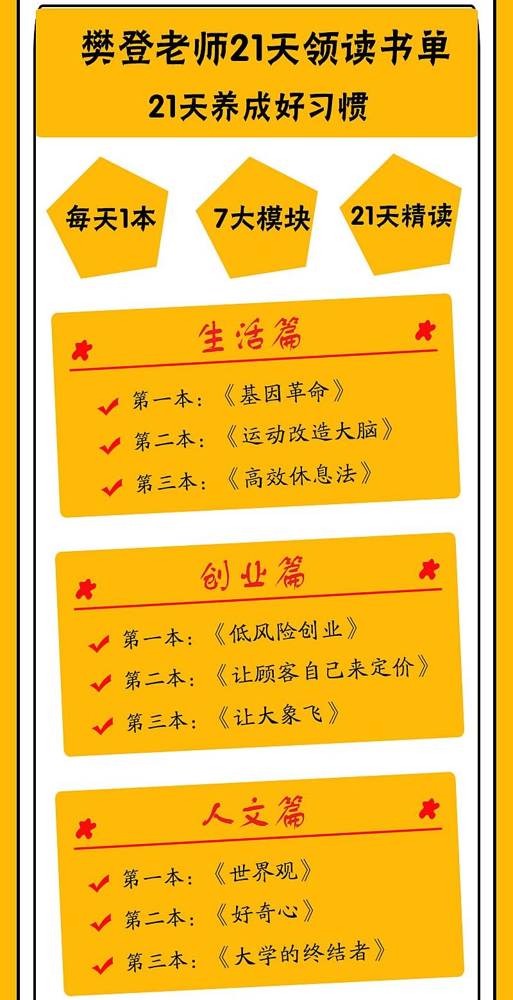 樊登老师21天领读书单
21天养成好习惯
每天1本
7大模块
21天精读
生活篇
第一本：《基因革命》
第二本：《运动改造大脑》
第三本：《高效休息法》
创业篇
第一本：《低风险创业》
第二本：《让顾客自己来定价》
第三本：《让大象飞》
人文篇
第一本：《世界观》
第二本：《好奇心》
第三本：《大学的终结者》